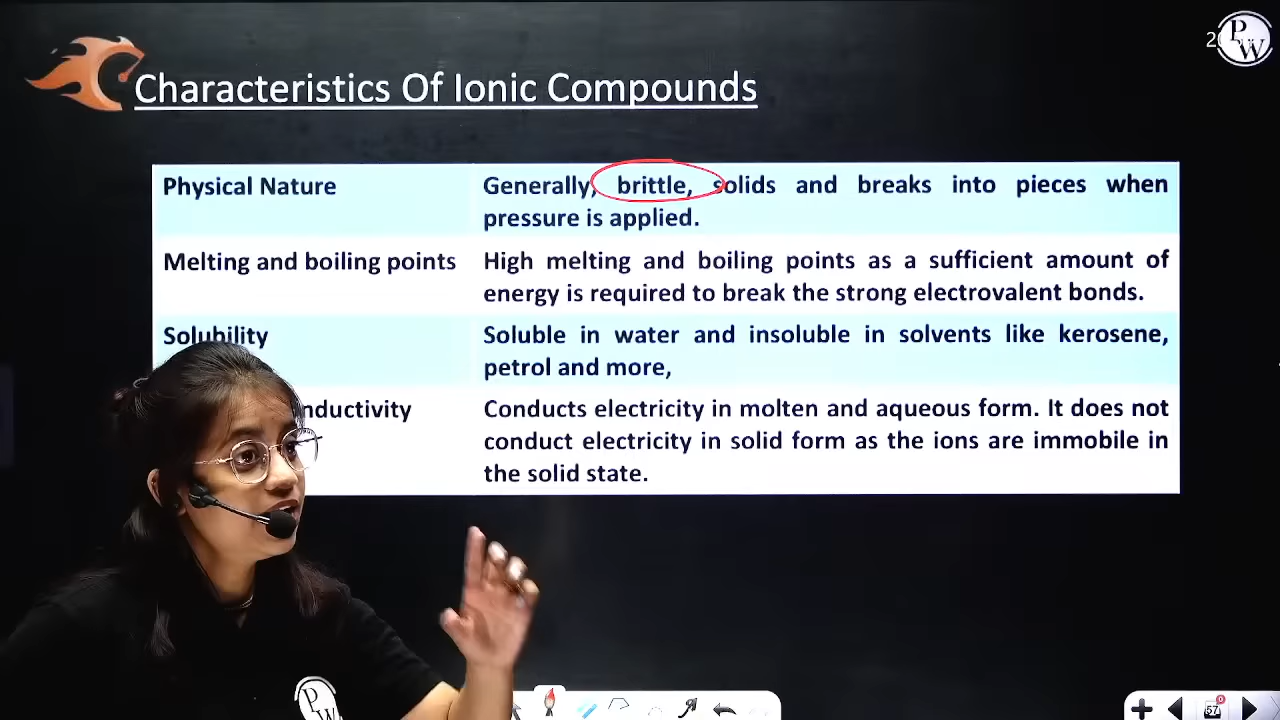 Characteristics Of Ionic Compounds
PW
Physical Nature
Generally, brittle, solids and breaks into pieces when
pressure is applied.
Melting and boiling points
High melting and boiling points as a sufficient amount of
energy is required to break the strong electrovalent bonds.
Solubility
Soluble in water and insoluble in solvents like kerosene,
petrol and more,
nductivity
Conducts electricity in molten and aqueous form. It does not
conduct electricity in solid form as the ions are immobile in
the solid state.
PW
57